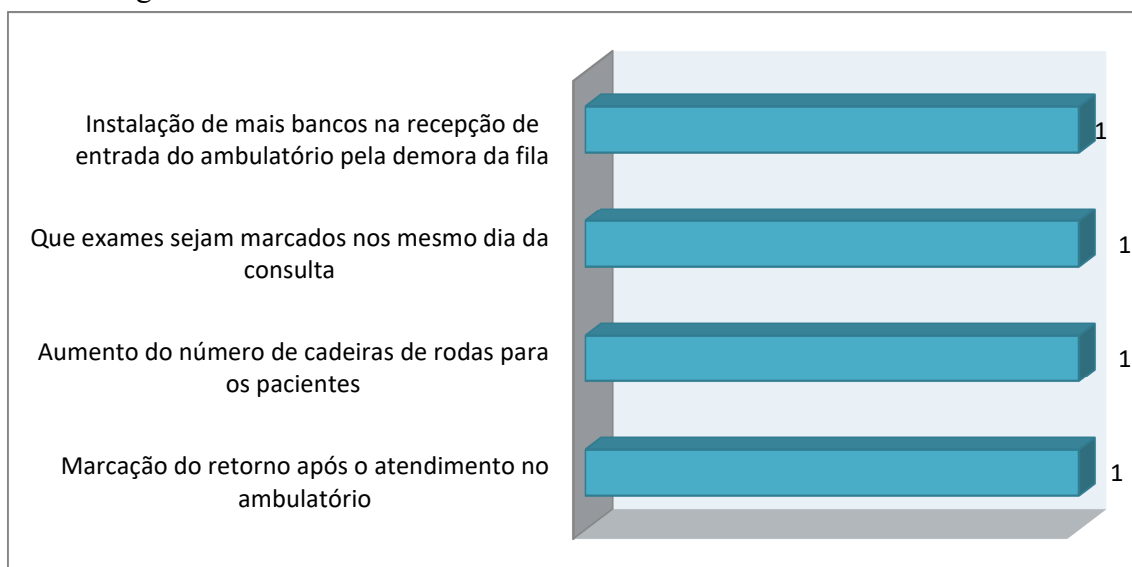 Instalação de mais bancos na recepção de
entrada do ambulatório pela demora da fila
1
Que exames sejam marcados nos mesmo dia da
consulta
1
Aumento do número de cadeiras de rodas para
os pacientes
1
Marcação do retorno após o atendimento no
ambulatório
1